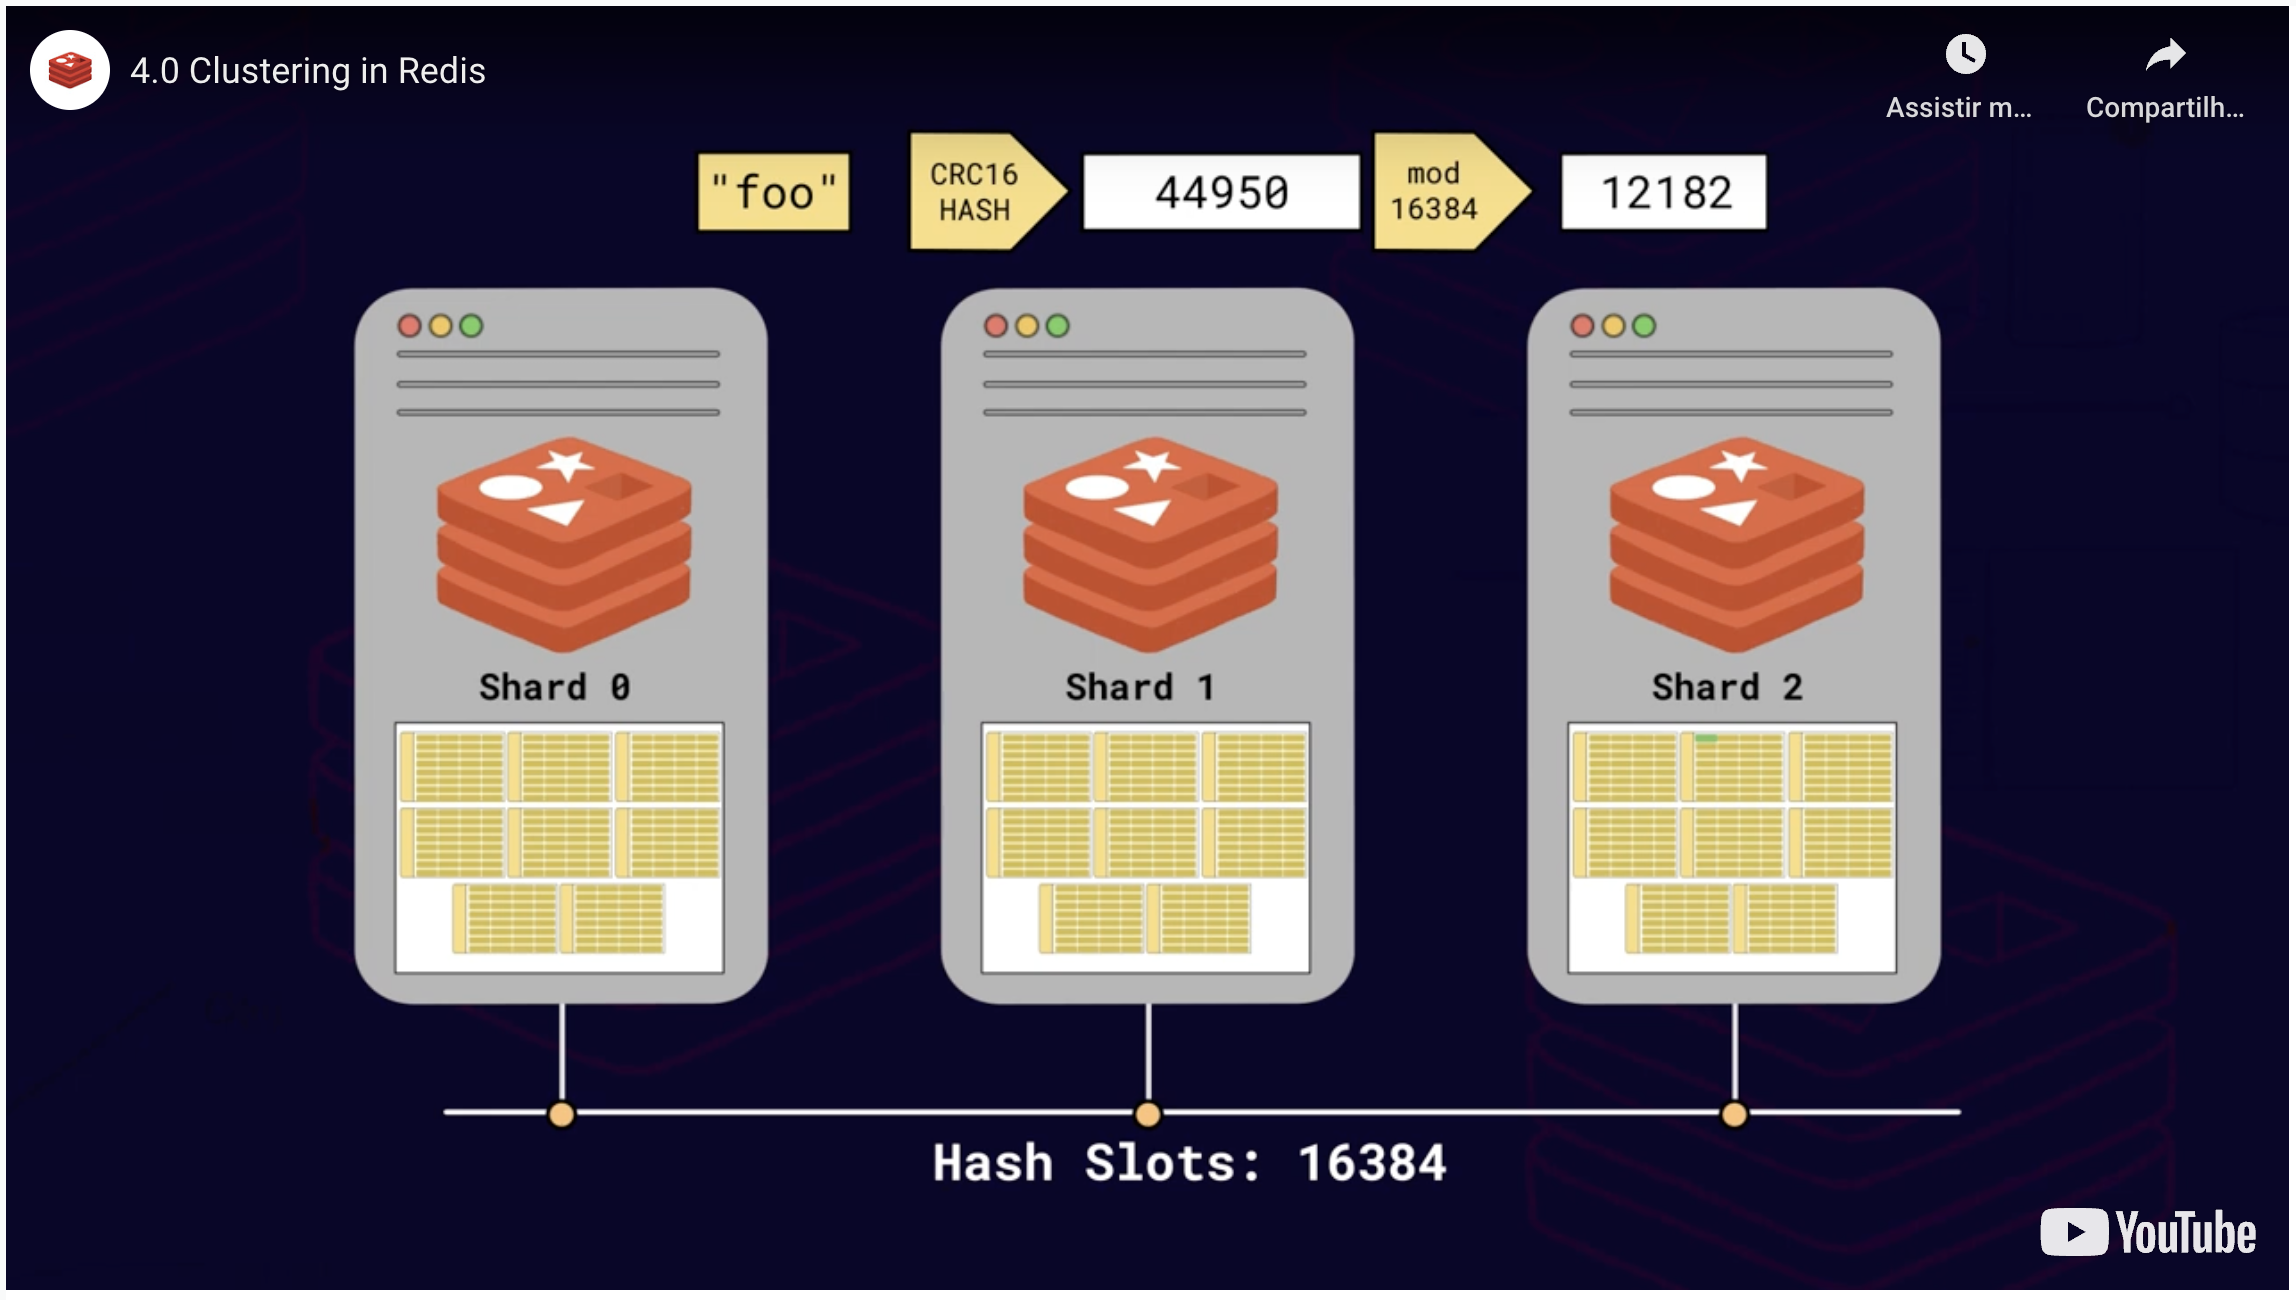 4.0 Clustering in Redis
Assistir m...
Compartilh...
"foo"
CRC16
HASH
44950
mod
16384
12182
Shard 0
Shard 1
Shard 2
Hash Slots: 16384
YouTube